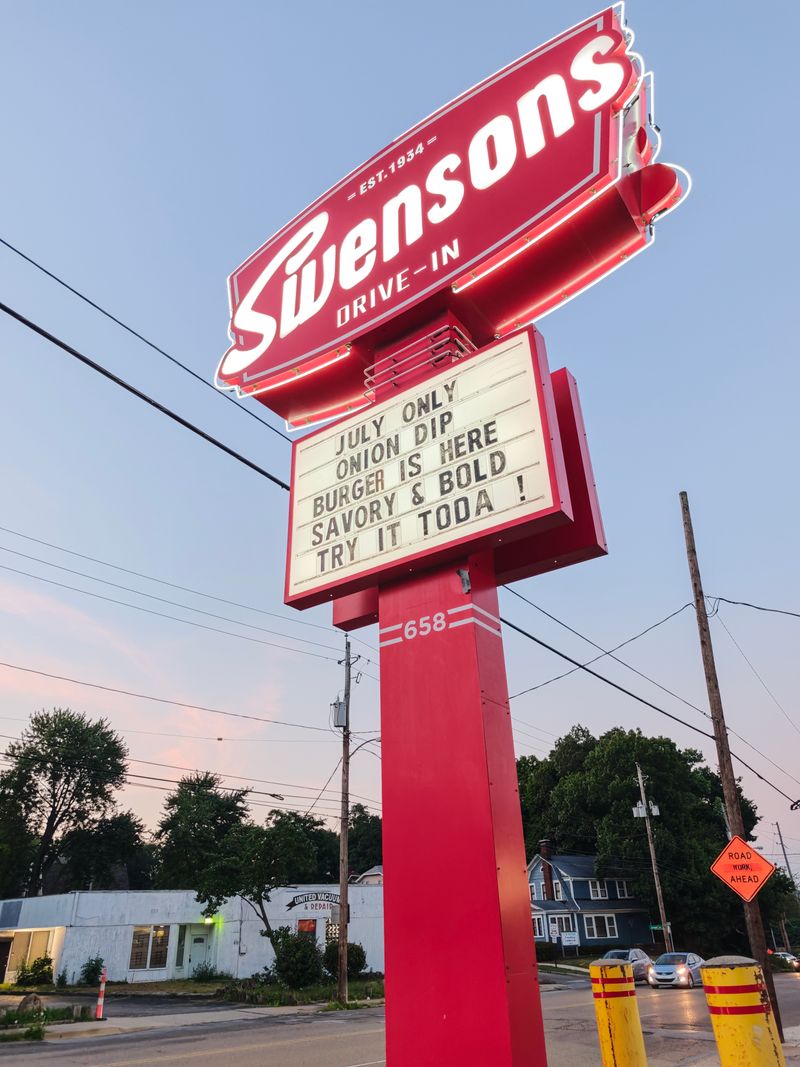 = EST. 1934 =
Swensons
DRIVE-IN
JULY ONLY
ONION DIP
BURGER IS HERE
SAVORY & BOLD
TRY IT TODA !
658
UNITED VACUUM
& REPAIR
ROAD
WORK
AHEAD